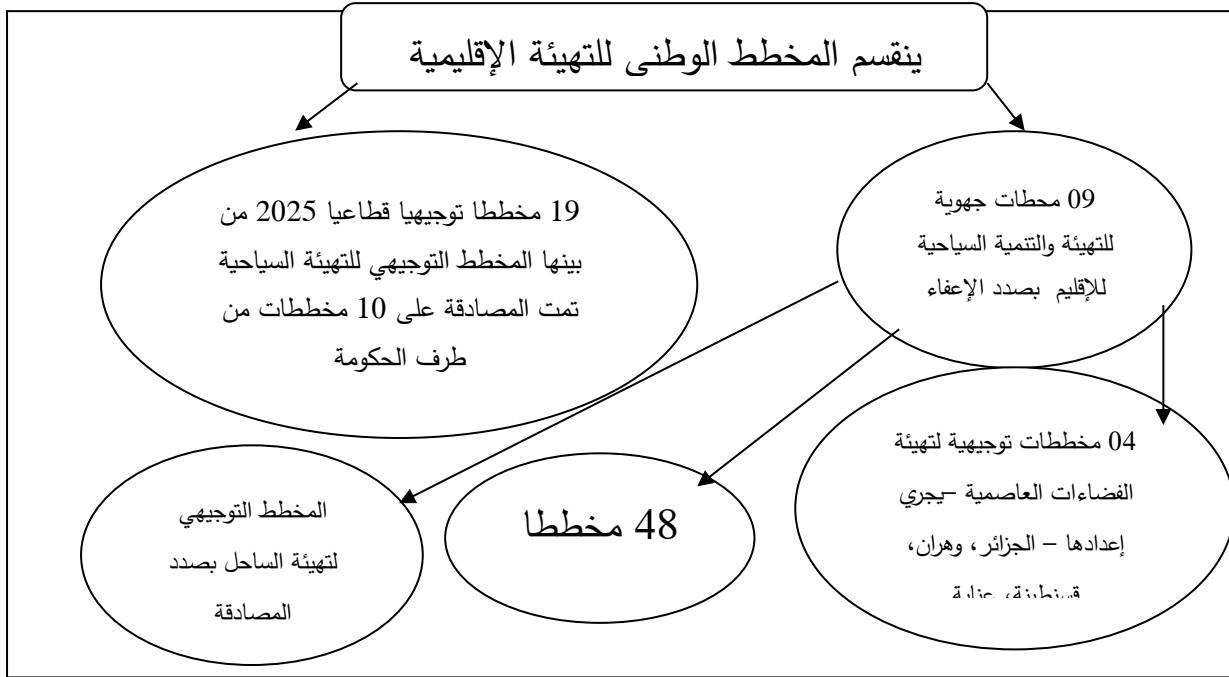 ينقسم المخطط الوطنى للتهيئة الإقليمية
09 محطات جهوية
للتهيئة والتنمية السياحية
للإقليم بصدد الإعفاء
19 مخططا توجيهيا قطاعيا 2025 من
بينها المخطط التوجيهي للتهيئة السياحية
تمت المصادقة على 10 مخططات من
طرف الحكومة
04 مخططات توجيهية لتهيئة
الفضاءات العاصمية –يجري
إعدادها – الجزائر، وهران،
قسنطينة، عنابة
48 مخططا
المخطط التوجيهي
لتهيئة الساحل بصدد
المصادقة